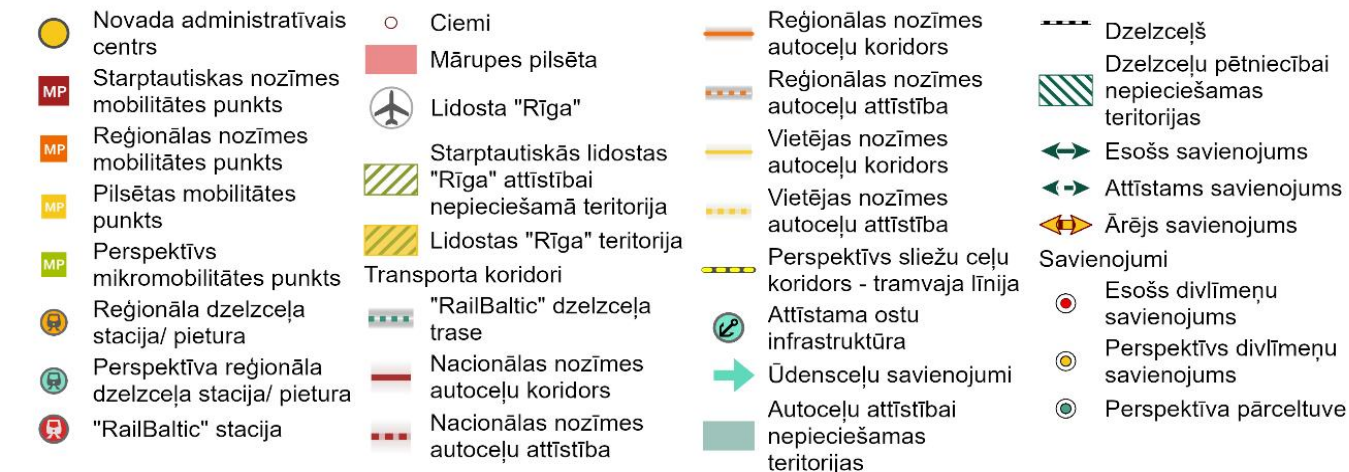 Novada administratīvais
centrs
MP
Starptautiskas nozīmes
mobilitātes punkts
MP
Reģionālas nozīmes
mobilitātes punkts
MP
Pilsētas mobilitātes
punkts
MP
Perspektīvs
mikromobilitātes punkts
Reģionāla dzelzceļa
stacija/ pietura
Perspektīva reģionāla
dzelzceļa stacija/ pietura
"RailBaltic" stacija
Ciemi
Mārupes pilsēta
Lidosta "Rīga"
Starptautiskās lidostas
"Rīga" attīstībai
nepieciešamā teritorija
Lidostas "Rīga" teritorija
Transporta koridori
"RailBaltic" dzelzceļa
trase
Nacionālas nozīmes
autoceļu koridors
Nacionālas nozīmes
autoceļu attīstība
Reģionālas nozīmes
autoceļu koridors
Reģionālas nozīmes
autoceļu attīstība
Vietējas nozīmes
autoceļu koridors
Vietējas nozīmes
autoceļu attīstība
Perspektīvs sliežu ceļu
koridors - tramvaja līnija
Attīstama ostu
infrastruktūra
Ūdensceļu savienojumi
Autoceļu attīstībai
nepieciešamas
teritorijas
Dzelzceļš
Dzelzceļu pētniecībai
nepieciešamas
teritorijas
Esošs savienojums
Attīstams savienojums
Ārējs savienojums
Savienojumi
Esošs divlīmeņu
savienojums
Perspektīvs divlīmeņu
savienojums
Perspektīva pārceltuve